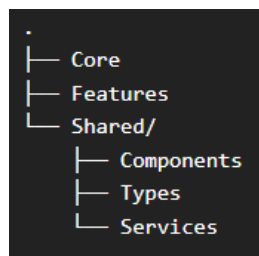 .
├── Core
├── Features
└── Shared/
    ├── Components
    ├── Types
    └── Services